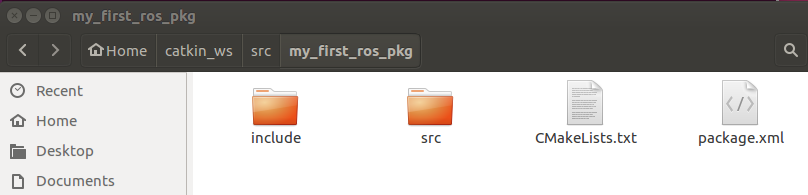 my_first_ros_pkg
Home catkin_ws src my_first_ros_pkg
Recent
Home
Desktop
Documents
include src CMakeLists.txt package.xml